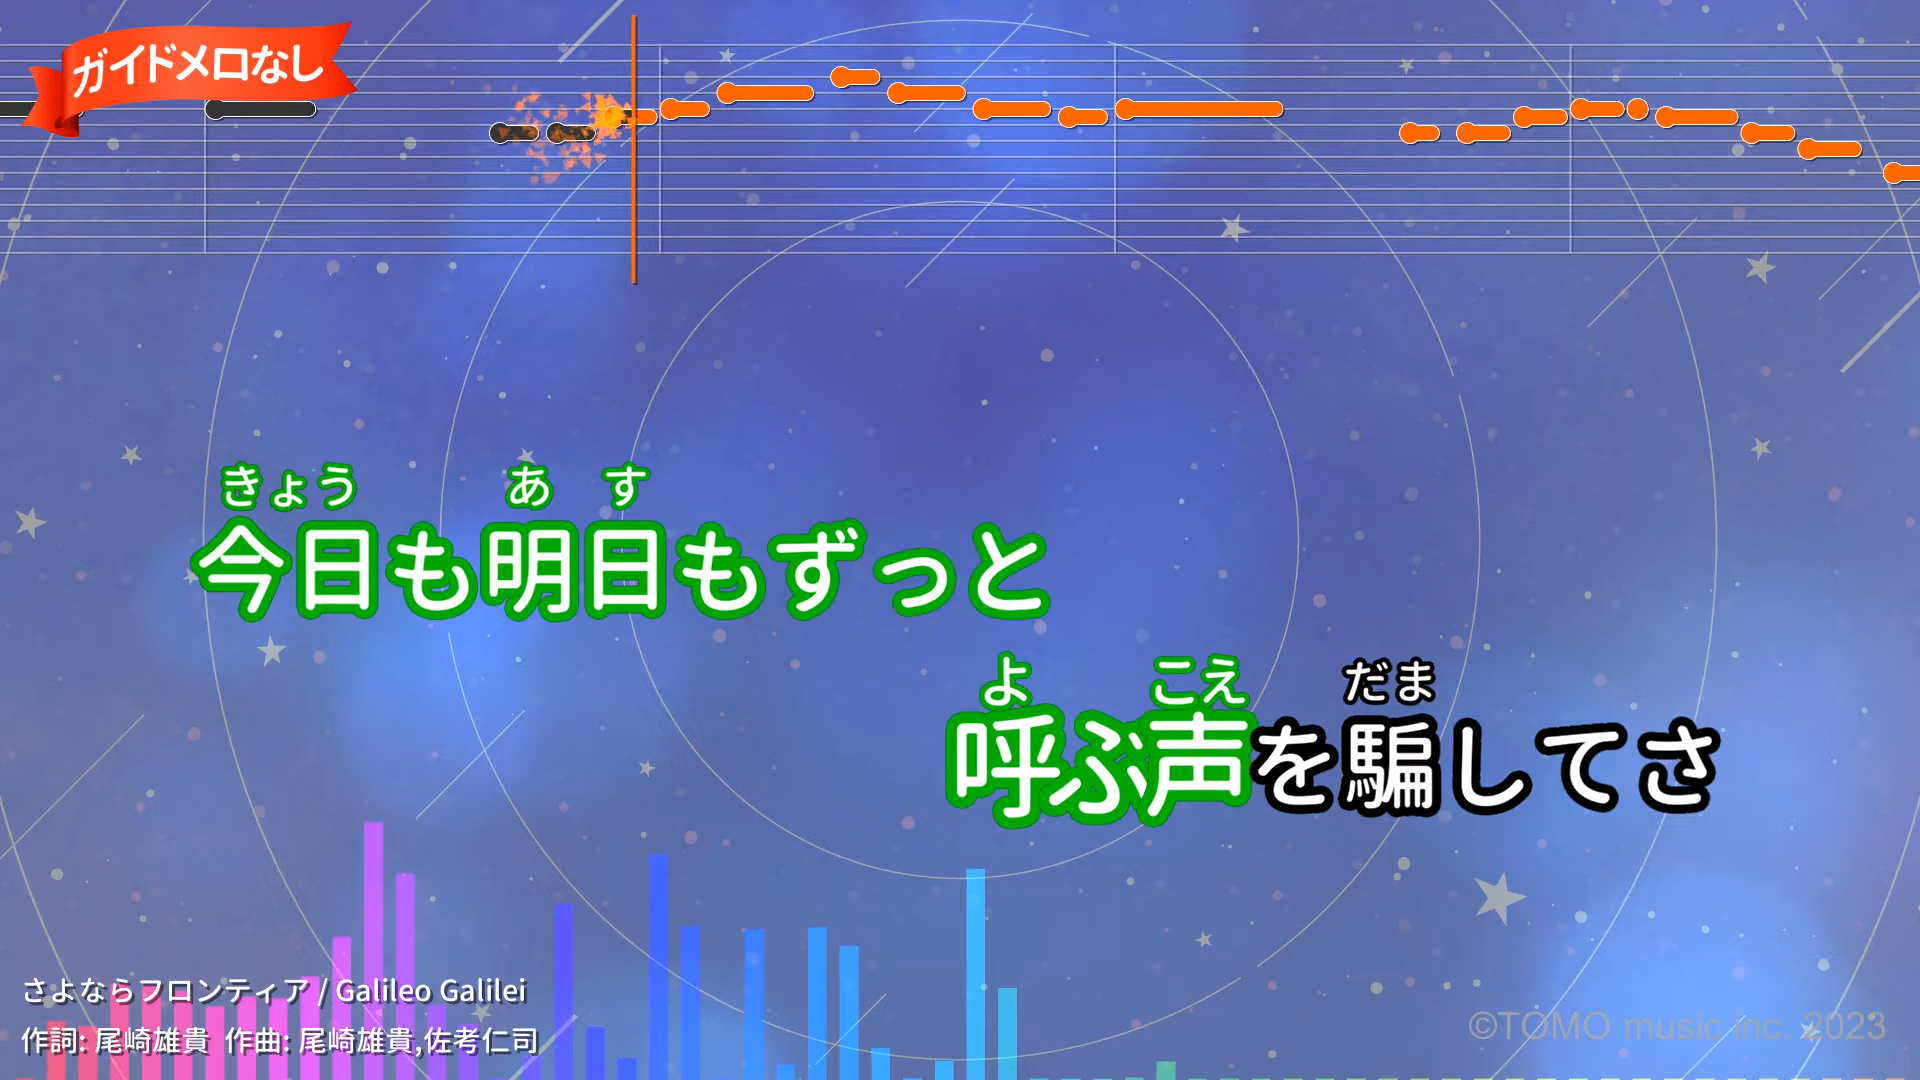 ガイドメロなし
きょう あ す
今日も明日もずっと
よ こえ だま
呼ぶ声を騙してさ
さよならフロンティア / Galileo Galilei
作詞: 尾崎雄貴 作曲: 尾崎雄貴,佐考仁司
©TOMO music inc. 2023